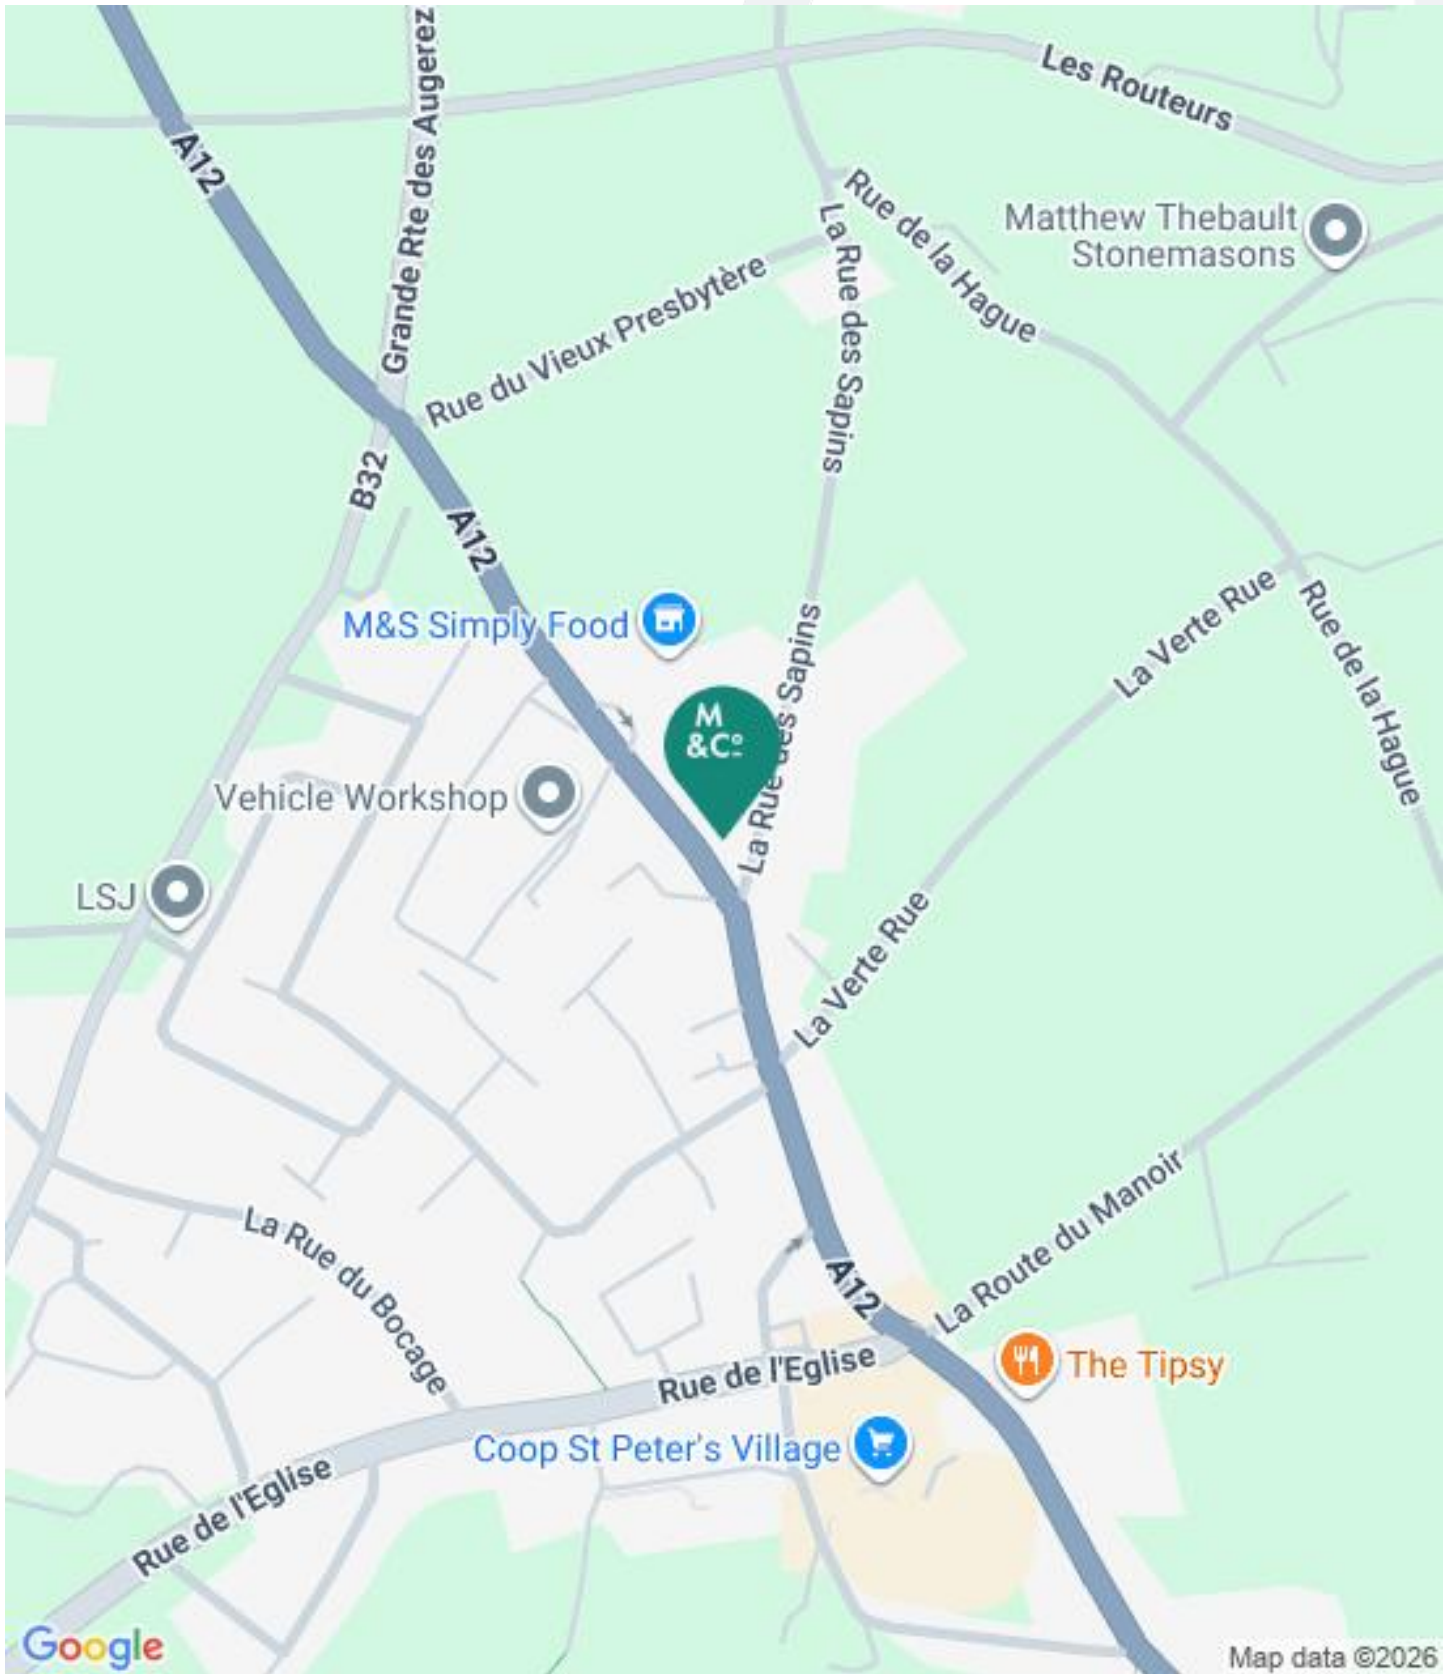 Grande Rte des Augerez
Les Routeurs
A12
Rue de la Hague
Matthew Thebault
Stonemasons
La Rue des Sapins
Rue du Vieux Presbytère
B32
A12
M&S Simply Food
La Rue des Sapins
La Verte Rue
Rue de la Hague
M
&Co
Vehicle Workshop
LSJ
La Verte Rue
La Route du Manoir
La Rue du Bocage
A12
Rue de l'Eglise
The Tipsy
Coop St Peter's Village
Rue de l'Eglise
Google
Map data ©2026